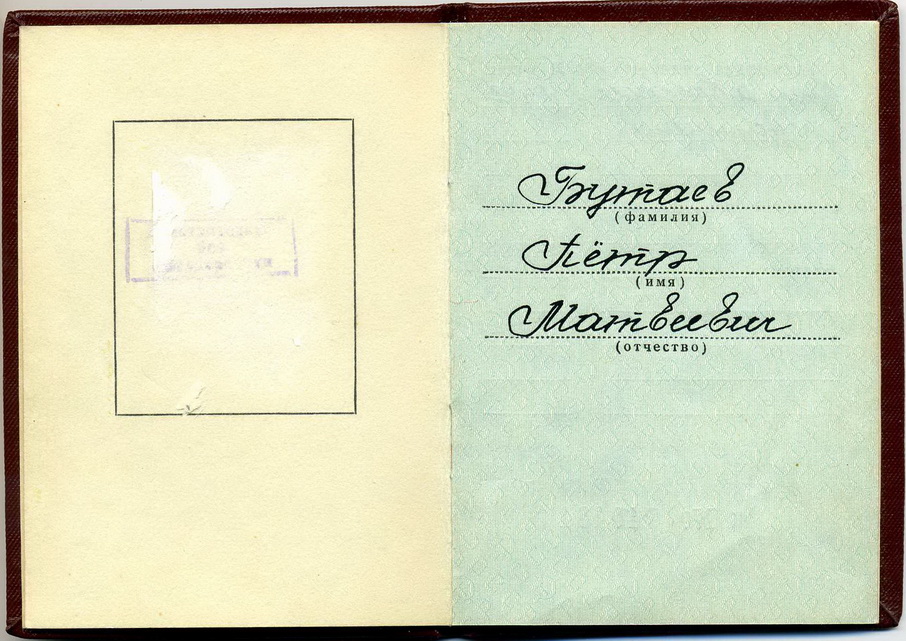 Бутаев
(фамилия)
Пётр
(имя)
Матвеевич
(отчество)